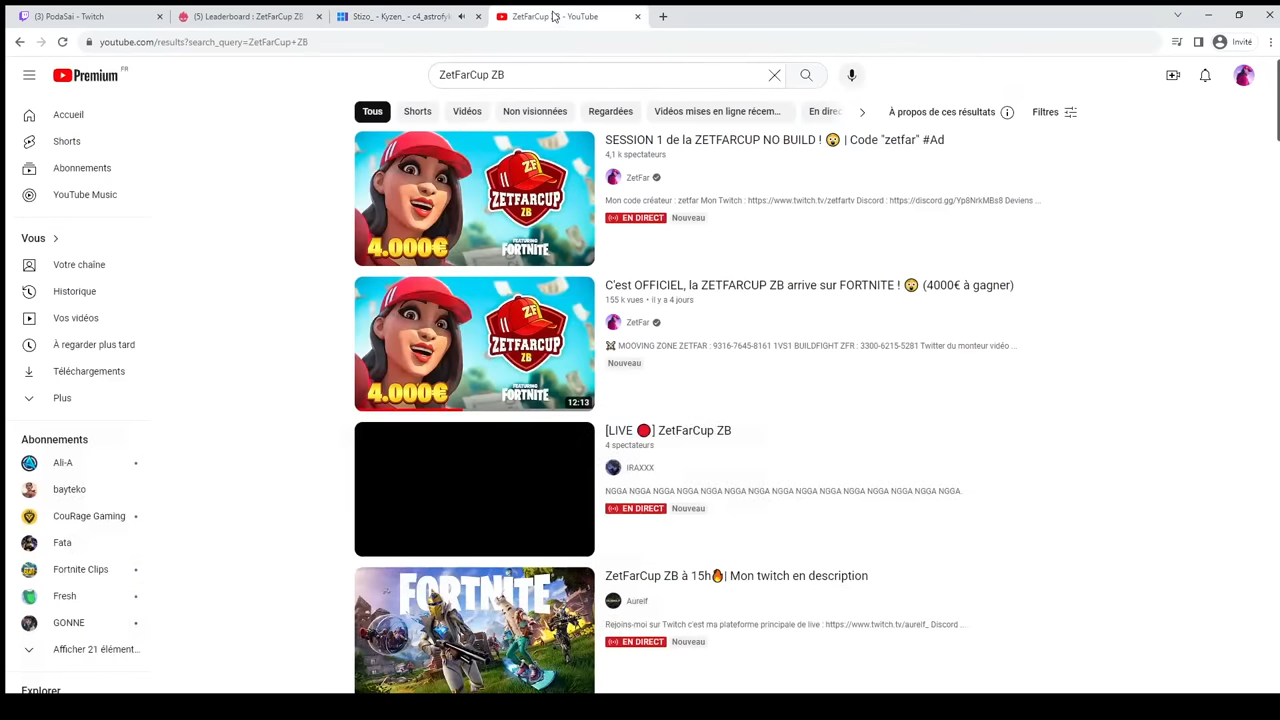 (3) PodaSai - Twitch
(5) Leaderboard : ZetFarCup ZB
Stizo_ - Kyzen_ - c4_astrofy
ZetFarCup - YouTube
youtube.com/results?search_query=ZetFarCup+ZB
Invité
Premium FR
ZetFarCup ZB
Tous
Shorts
Vidéos
Non visionnées
Regardées
Vidéos mises en ligne récem...
En direc
À propos de ces résultats
Filtres
Accueil
Shorts
Abonnements
YouTube Music
Vous
Votre chaîne
Historique
Vos vidéos
À regarder plus tard
Téléchargements
Plus
Abonnements
Ali-A
bayteko
CouRage Gaming
Fata
Fortnite Clips
Fresh
GONNE
Afficher 21 élément...
Explorer
ZF
ZETFARCUP
ZB
4.000€
FEATURING
FORTNITE
SESSION 1 de la ZETFARCUP NO BUILD ! 😮 | Code "zetfar" #Ad
4,1 k spectateurs
ZetFar
Mon code créateur : zetfar Mon Twitch : https://www.twitch.tv/zetfartv Discord : https://discord.gg/Yp8NrkMBs8 Deviens ...
EN DIRECT Nouveau
ZF
ZETFARCUP
ZB
4.000€
FEATURING
FORTNITE
12:13
C'est OFFICIEL, la ZETFARCUP ZB arrive sur FORTNITE ! 😮 (4000€ à gagner)
155 k vues • il y a 4 jours
ZetFar
⚔ MOOVING ZONE ZETFAR : 9316-7645-8161 1VS1 BUILDFIGHT ZFR : 3300-6215-5281 Twitter du monteur vidéo ...
Nouveau
[LIVE 🔴] ZetFarCup ZB
4 spectateurs
IRAXXX
NGGA NGGA NGGA NGGA NGGA NGGA NGGA NGGA NGGA NGGA NGGA NGGA NGGA NGGA NGGA.
EN DIRECT Nouveau
FORTNITE
ZetFarCup ZB à 15h🔥| Mon twitch en description
Aureif
Rejoins-moi sur Twitch c'est ma plateforme principale de live : https://www.twitch.tv/aureif_ Discord ...
EN DIRECT Nouveau